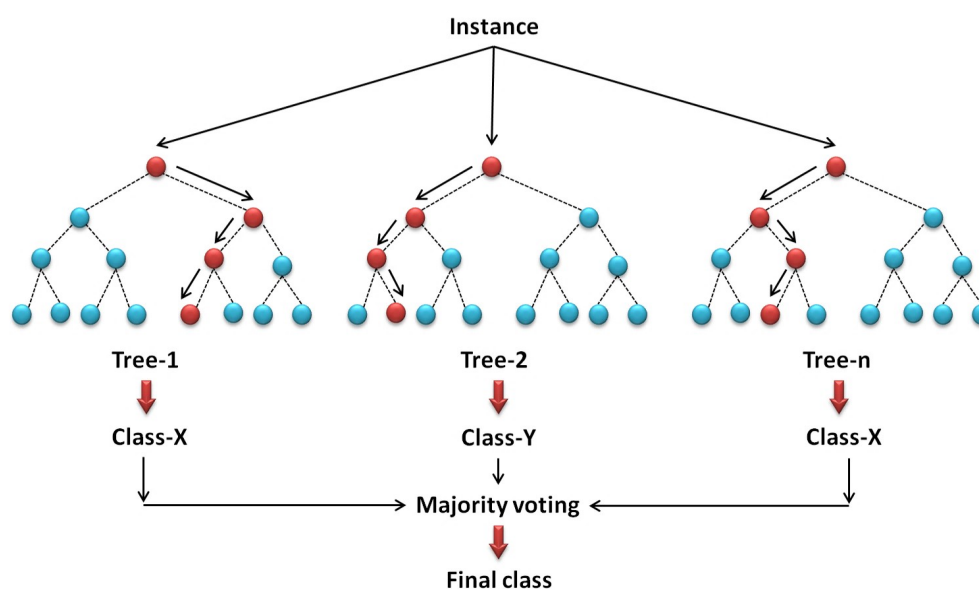 Instance
Tree-1
Tree-2
Tree-n
Class-X
Class-Y
Class-X
Majority voting
Final class